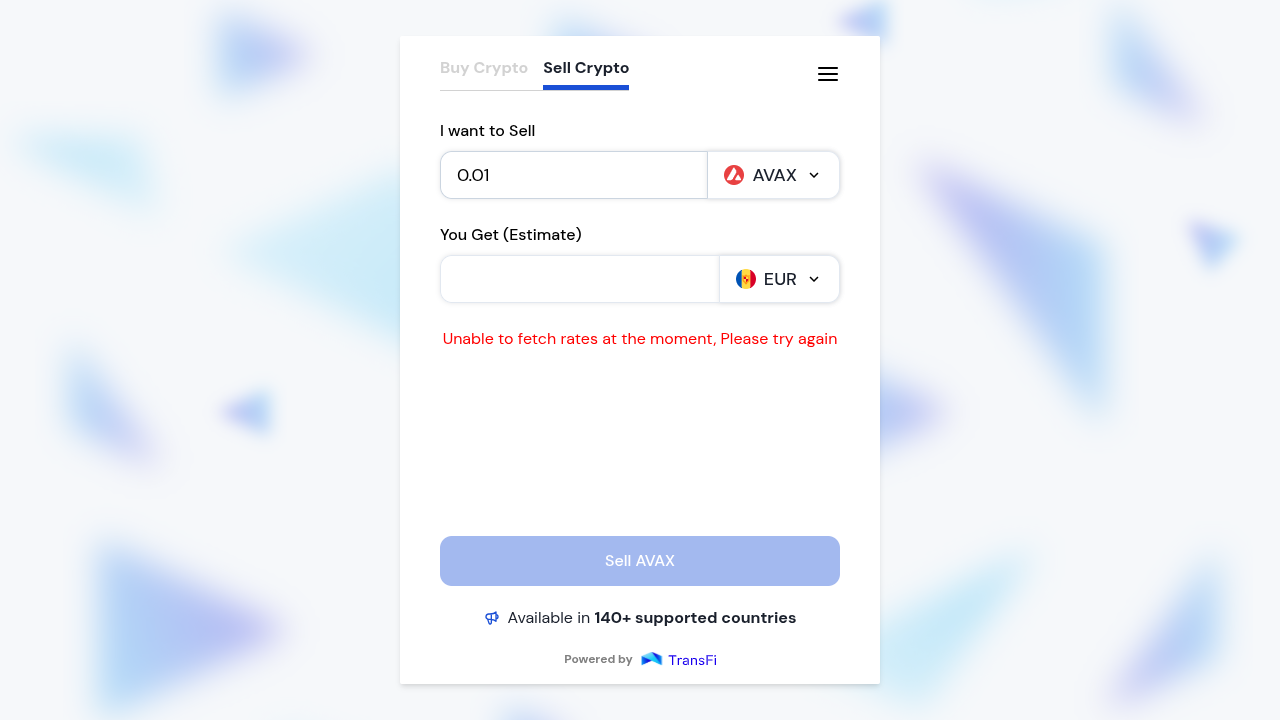 Buy Crypto Sell Crypto
I want to Sell
0.01 AVAX
You Get (Estimate)
EUR
Unable to fetch rates at the moment, Please try again
Sell AVAX
Available in 140+ supported countries
Powered by TransFi